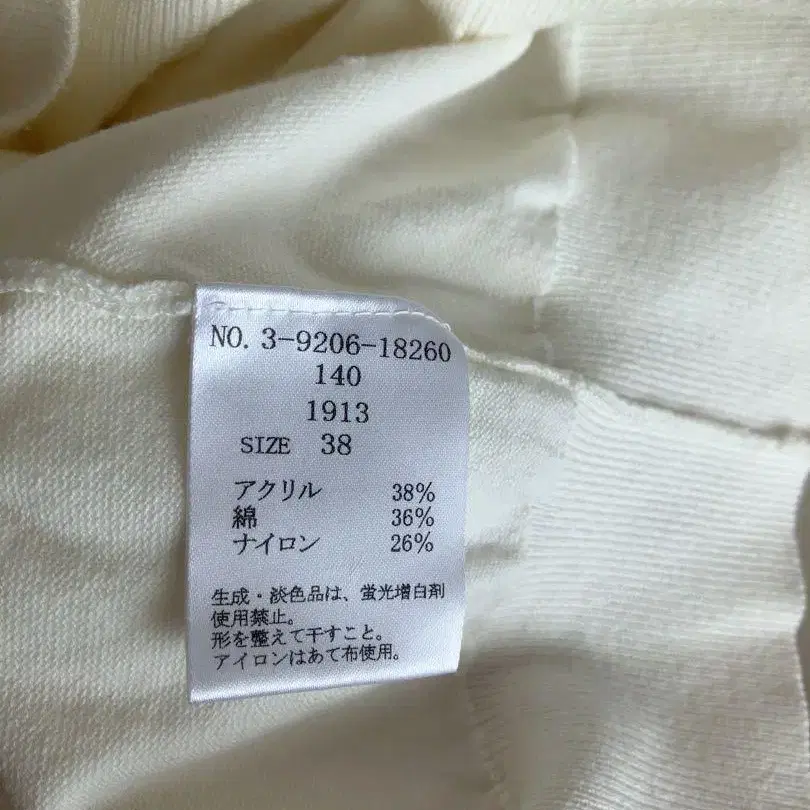 NO. 3-9206-18260
140
1913
SIZE 38
アクリル 38%
綿 36%
ナイロン 26%
生成・淡色品は、蛍光増白剤
使用禁止。
形を整えて干すこと。
アイロンはあて布使用。